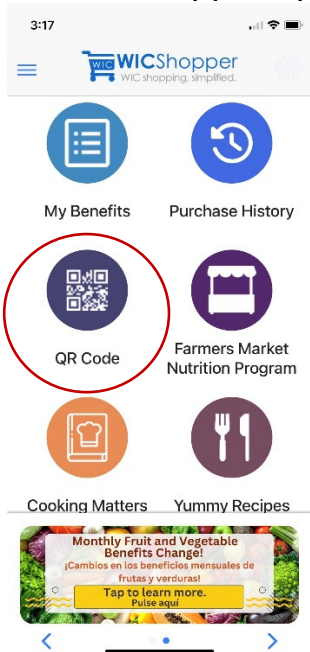 3:17
WIC WICShopper
WIC shopping, simplified.
My Benefits
Purchase History
QR Code
Farmers Market
Nutrition Program
Cooking Matters
Yummy Recipes
Monthly Fruit and Vegetable
Benefits Change!
¡Cambios en los beneficios mensuales de
frutas y verduras!
Tap to learn more.
Pulse aquí